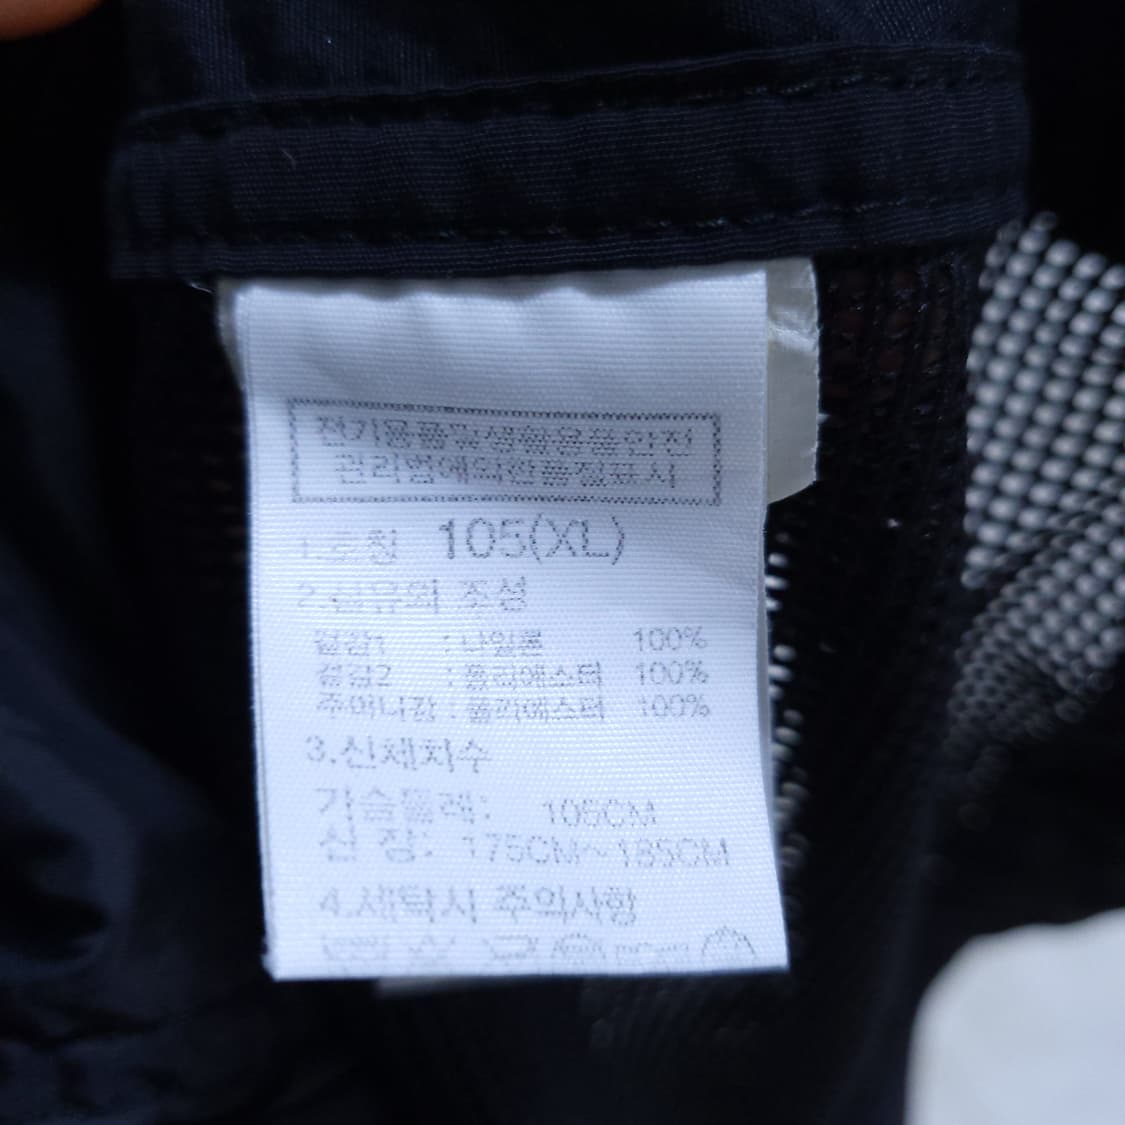 전기용품및생활용품안전
관리법에의한품질표시
1.호칭 105(XL)
2.섬유의 조성
겉감1 : 나일론 100%
겉감2 : 폴리에스터 100%
주머니감 : 폴리에스터 100%
3.신체치수
가슴둘레: 105CM
신 장: 175CM~185CM
4.세탁시 주의사항